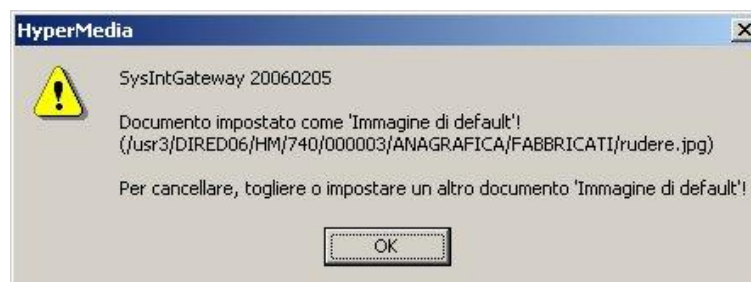 HyperMedia
SysIntGateway 20060205
Documento impostato come 'Immagine di default'!
(/usr3/DIRED06/HM/740/000003/ANAGRAFICA/FABBRICATI/rudere.jpg)
Per cancellare, togliere o impostare un altro documento 'Immagine di default'!
OK